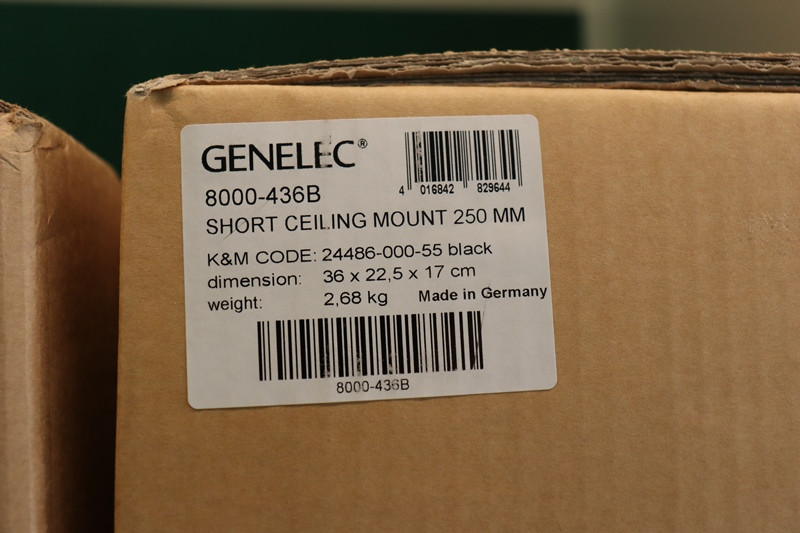 GENELEC®
4 016842 829644
8000-436B
SHORT CEILING MOUNT 250 MM
K&M CODE: 24486-000-55 black
dimension: 36 x 22,5 x 17 cm
weight: 2,68 kg Made in Germany
8000-436B